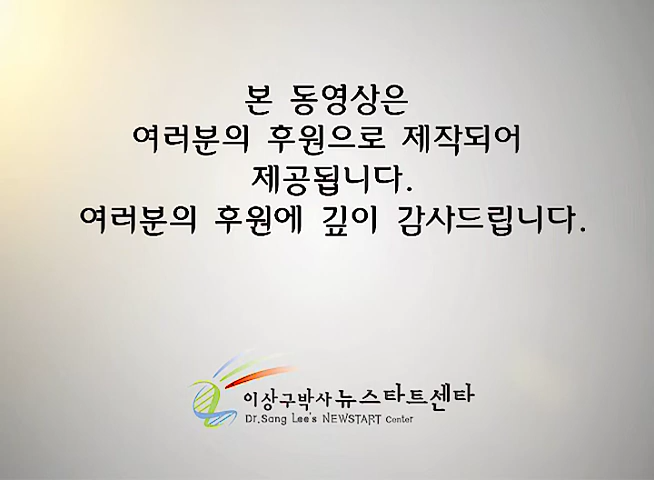 본 동영상은
여러분의 후원으로 제작되어
제공됩니다.
여러분의 후원에 깊이 감사드립니다.
이상구박사 뉴스타트센타
Dr.Sang Lee's NEWSTART Center